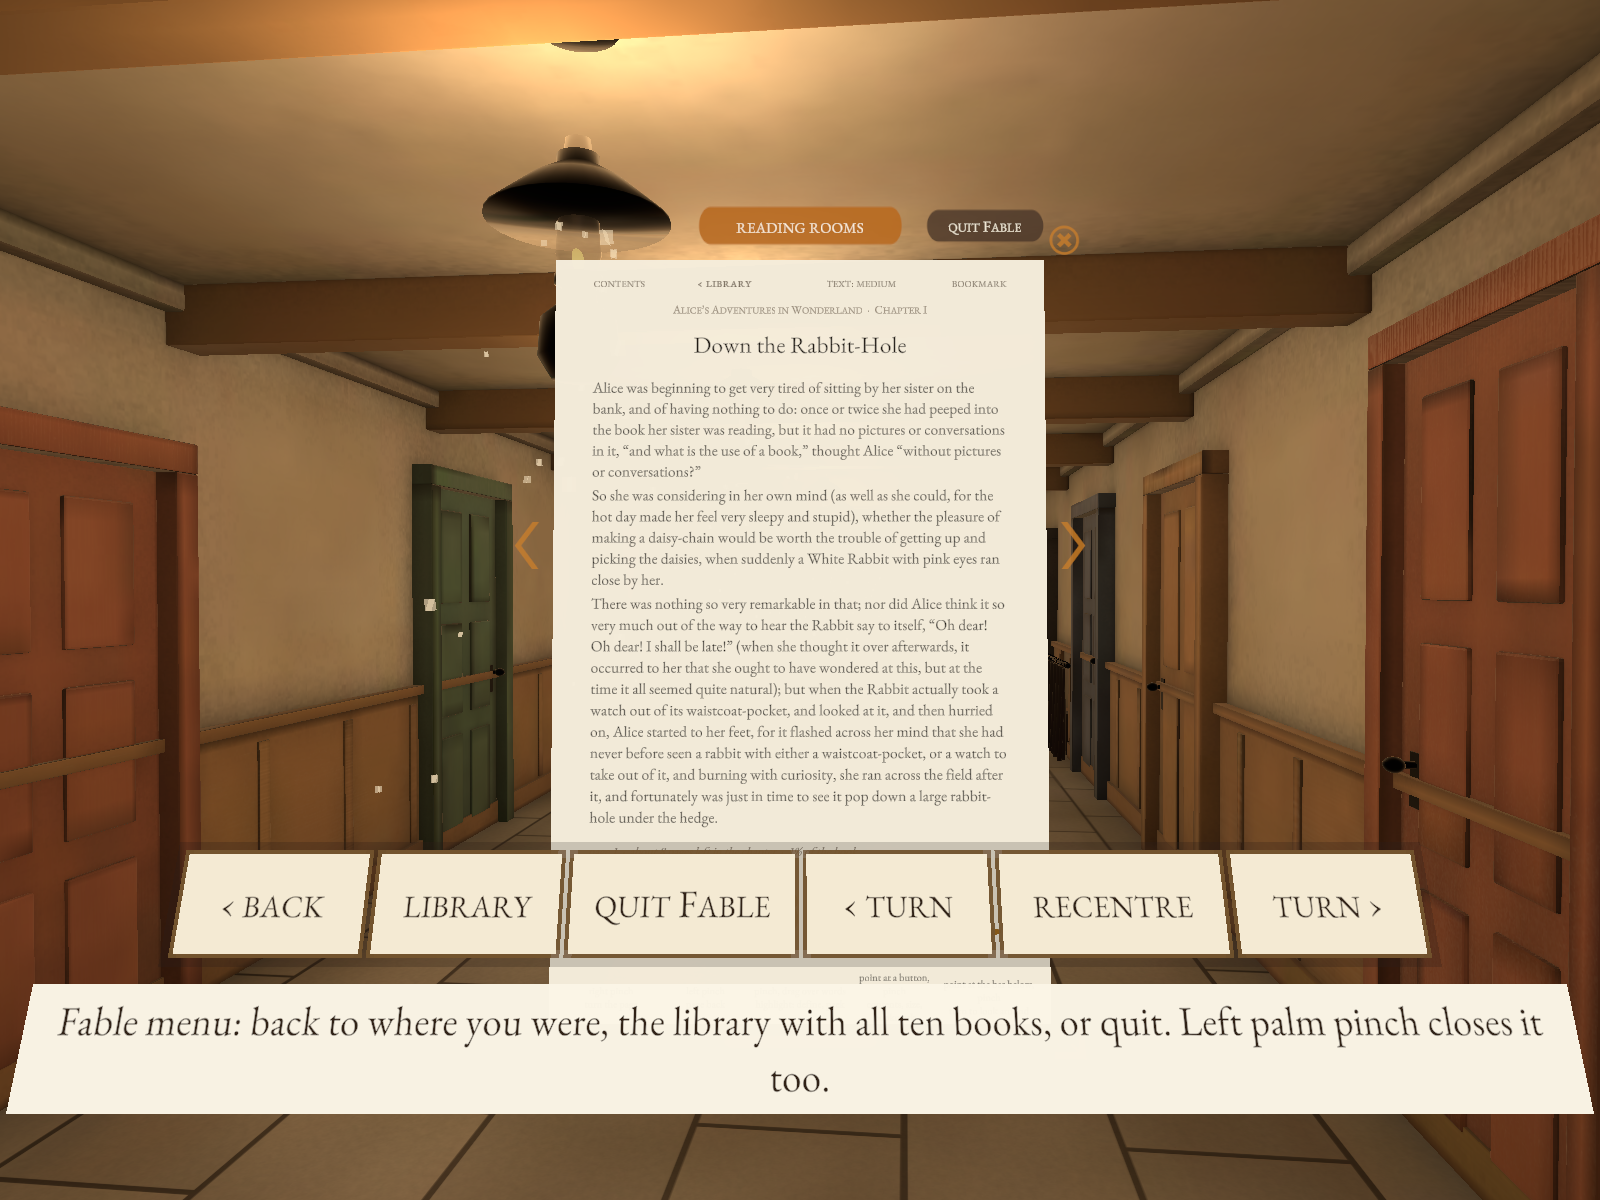 READING ROOMS
QUIT FABLE
CONTENTS
< LIBRARY
TEXT: MEDIUM
BOOKMARK
ALICE'S ADVENTURES IN WONDERLAND · CHAPTER I
Down the Rabbit-Hole
Alice was beginning to get very tired of sitting by her sister on the
bank, and of having nothing to do: once or twice she had peeped into
the book her sister was reading, but it had no pictures or conversations
in it, “and what is the use of a book,” thought Alice “without pictures
or conversations?”
So she was considering in her own mind (as well as she could, for the
hot day made her feel very sleepy and stupid), whether the pleasure of
making a daisy-chain would be worth the trouble of getting up and
picking the daisies, when suddenly a White Rabbit with pink eyes ran
close by her.
There was nothing so very remarkable in that; nor did Alice think it so
very much out of the way to hear the Rabbit say to itself, “Oh dear!
Oh dear! I shall be late!” (when she thought it over afterwards, it
occurred to her that she ought to have wondered at this, but at the
time it all seemed quite natural); but when the Rabbit actually took a
watch out of its waistcoat-pocket, and looked at it, and then hurried
on, Alice started to her feet, for it flashed across her mind that she had
never before seen a rabbit with either a waistcoat-pocket, or a watch to
take out of it, and burning with curiosity, she ran across the field after
it, and fortunately was just in time to see it pop down a large rabbit-
hole under the hedge.
< BACK
LIBRARY
QUIT FABLE
< TURN
RECENTRE
TURN >
point at a button,
Fable menu: back to where you were, the library with all ten books, or quit. Left palm pinch closes it
too.